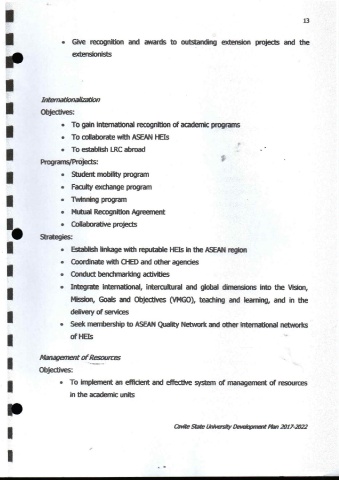 13
• Give recognition and awards to outstanding extension projects and the
extensionists
Internationalization
Objectives:
• To gain international recognition of academic programs
• To collaborate with ASEAN HEIs
• To establish LRC abroad
Programs/Projects:
• Student mobility program
• Faculty exchange program
• Twinning program
• Mutual Recognition Agreement
• Collaborative projects
Strategies:
• Establish linkage with reputable HEIs in the ASEAN region
• Coordinate with CHED and other agencies
• Conduct benchmarking activities
• Integrate international, intercultural and global dimensions into the Vision,
Mission, Goals and Objectives (VMGO), teaching and learning, and in the
delivery of services
• Seek membership to ASEAN Quality Network and other international networks
of HEIs
Management of Resources
Objectives:
• To implement an efficient and effective system of management of resources
in the academic units
Cavite State University Development Plan 2017-2022